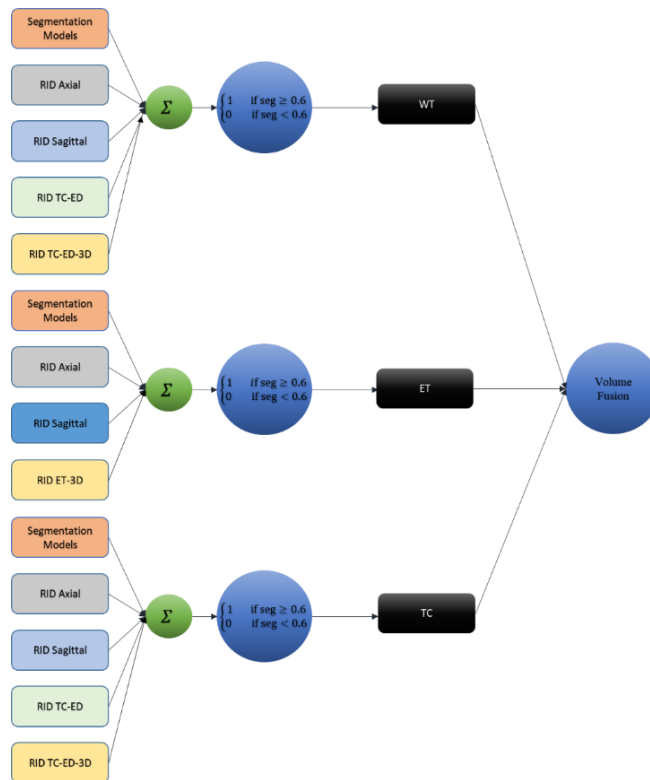 Segmentation
Models
RID Axial
RID Sagittal
RID TC-ED
RID TC-ED-3D
Σ
{1 if seg ≥ 0.6
{0 if seg < 0.6
WT
Segmentation
Models
RID Axial
RID Sagittal
RID ET-3D
Σ
{1 if seg ≥ 0.6
{0 if seg < 0.6
ET
Segmentation
Models
RID Axial
RID Sagittal
RID TC-ED
RID TC-ED-3D
Σ
{1 if seg ≥ 0.6
{0 if seg < 0.6
TC
Volume
Fusion